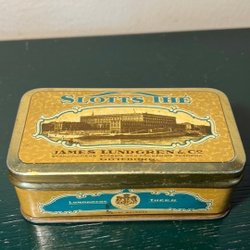 SLOTTS THÉ
JAMES LUNDGREN & Co.
GÖTEBORG
LUNDGRENS THEER